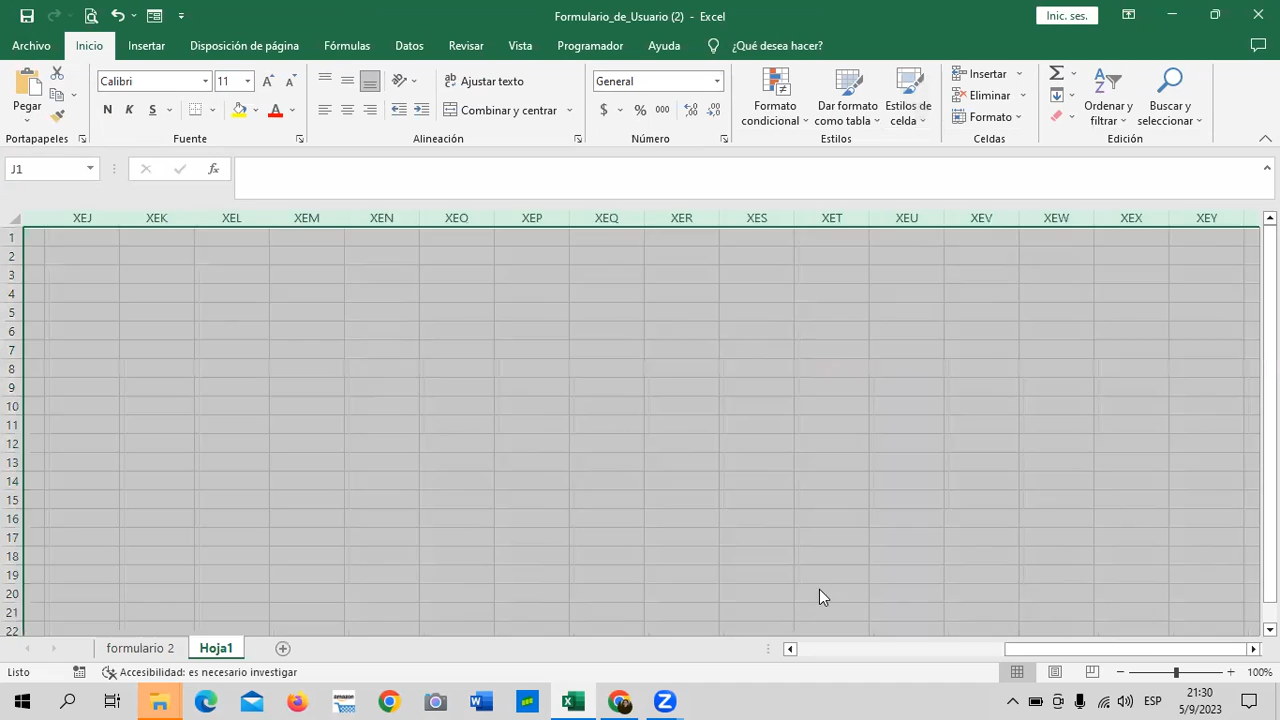 Formulario_de_Usuario (2) - Excel
Inic. ses.
Archivo Inicio Insertar Disposición de página Fórmulas Datos Revisar Vista Programador Ayuda ¿Qué desea hacer?
Pegar
Calibri 11
N K S
Ajustar texto
Combinar y centrar
General
$ % 000
Formato condicional
Dar formato como tabla
Estilos de celda
Insertar
Eliminar
Formato
Ordenar y filtrar
Buscar y seleccionar
Portapapeles Fuente Alineación Número Estilos Celdas Edición
J1 fx
XEJ XEK XEL XEM XEN XEO XEP XEQ XER XES XET XEU XEV XEW XEX XEY
1
2
3
4
5
6
7
8
9
10
11
12
13
14
15
16
17
18
19
20
21
22
formulario 2 Hoja1
Listo Accesibilidad: es necesario investigar 100%
amazon
ESP
21:30
5/9/2023